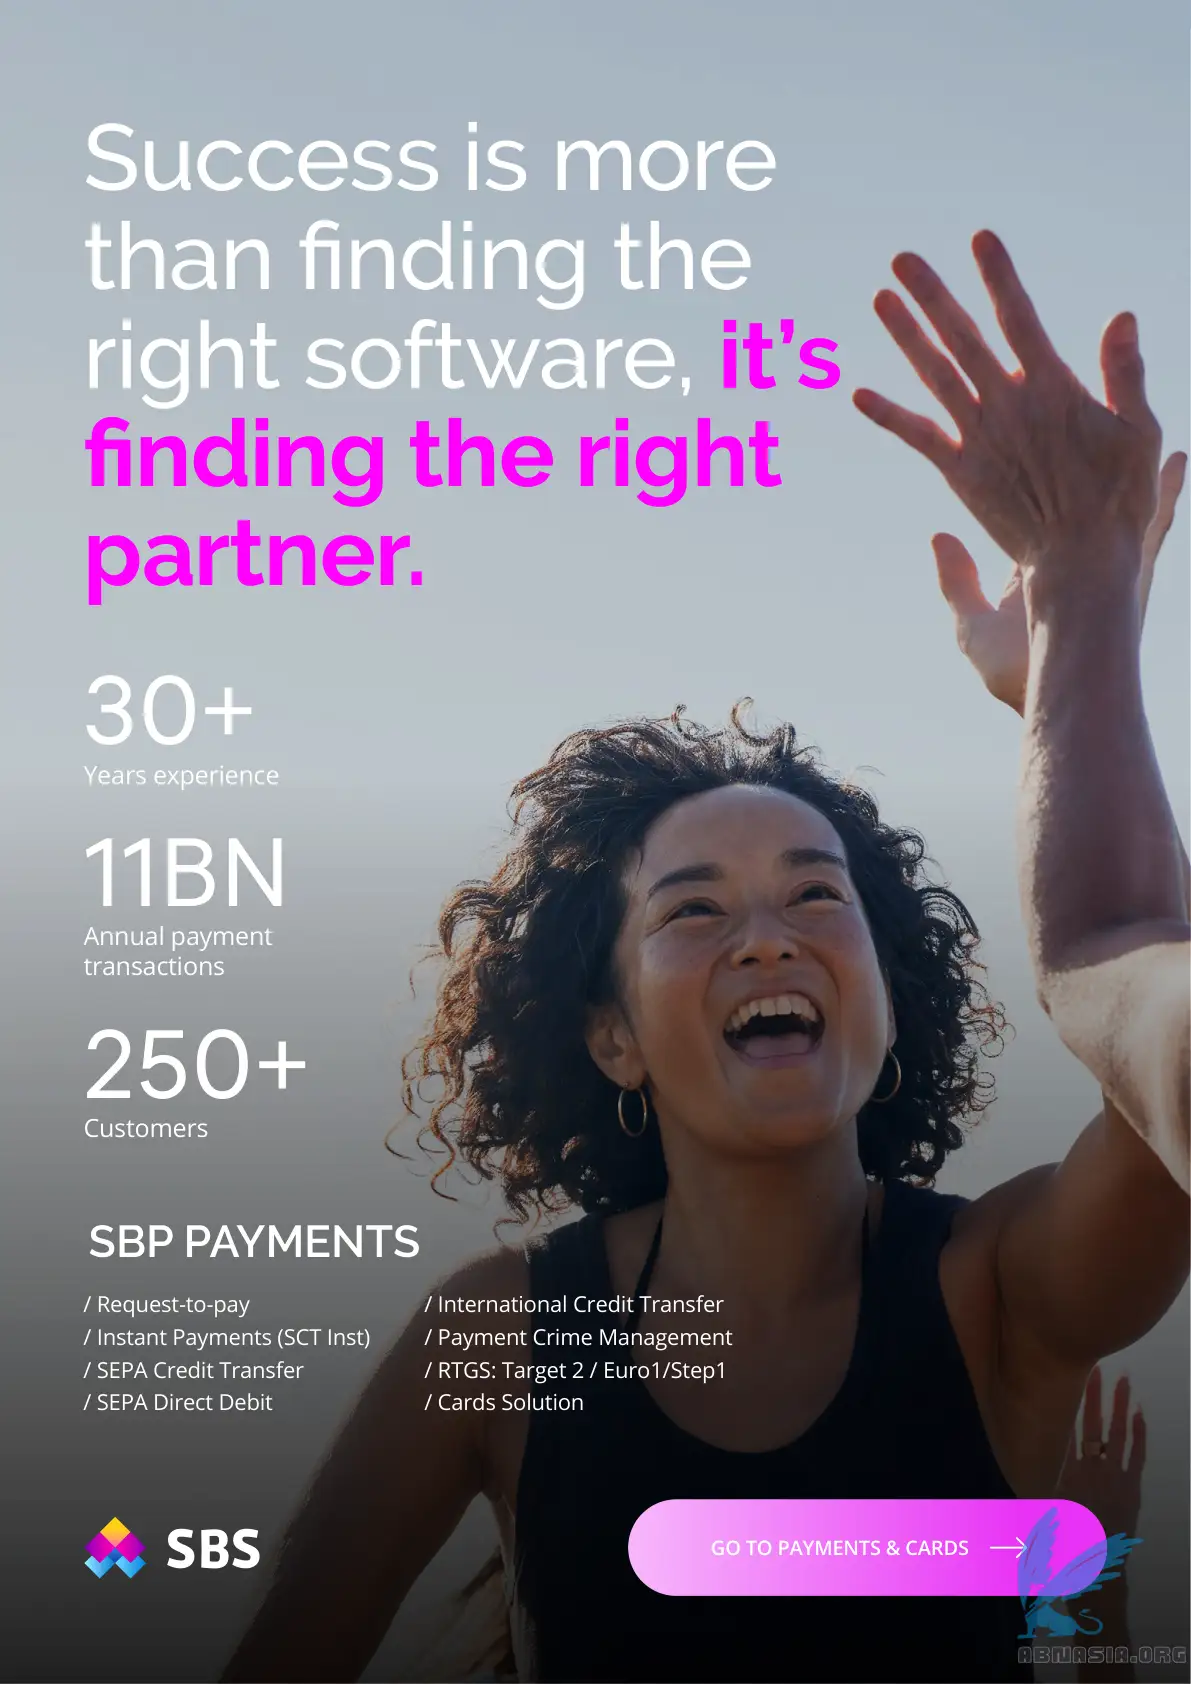 Success is more
than finding the
right software, it's
finding the right
partner.
30+
Years experience
11BN
Annual payment
transactions
250+
Customers
SBP PAYMENTS
/ Request-to-pay
/ Instant Payments (SCT Inst)
/ SEPA Credit Transfer
/ SEPA Direct Debit
/ International Credit Transfer
/ Payment Crime Management
/ RTGS: Target 2 / Euro1/Step1
/ Cards Solution
SBS
GO TO PAYMENTS & CARDS
ABNASIA.ORG